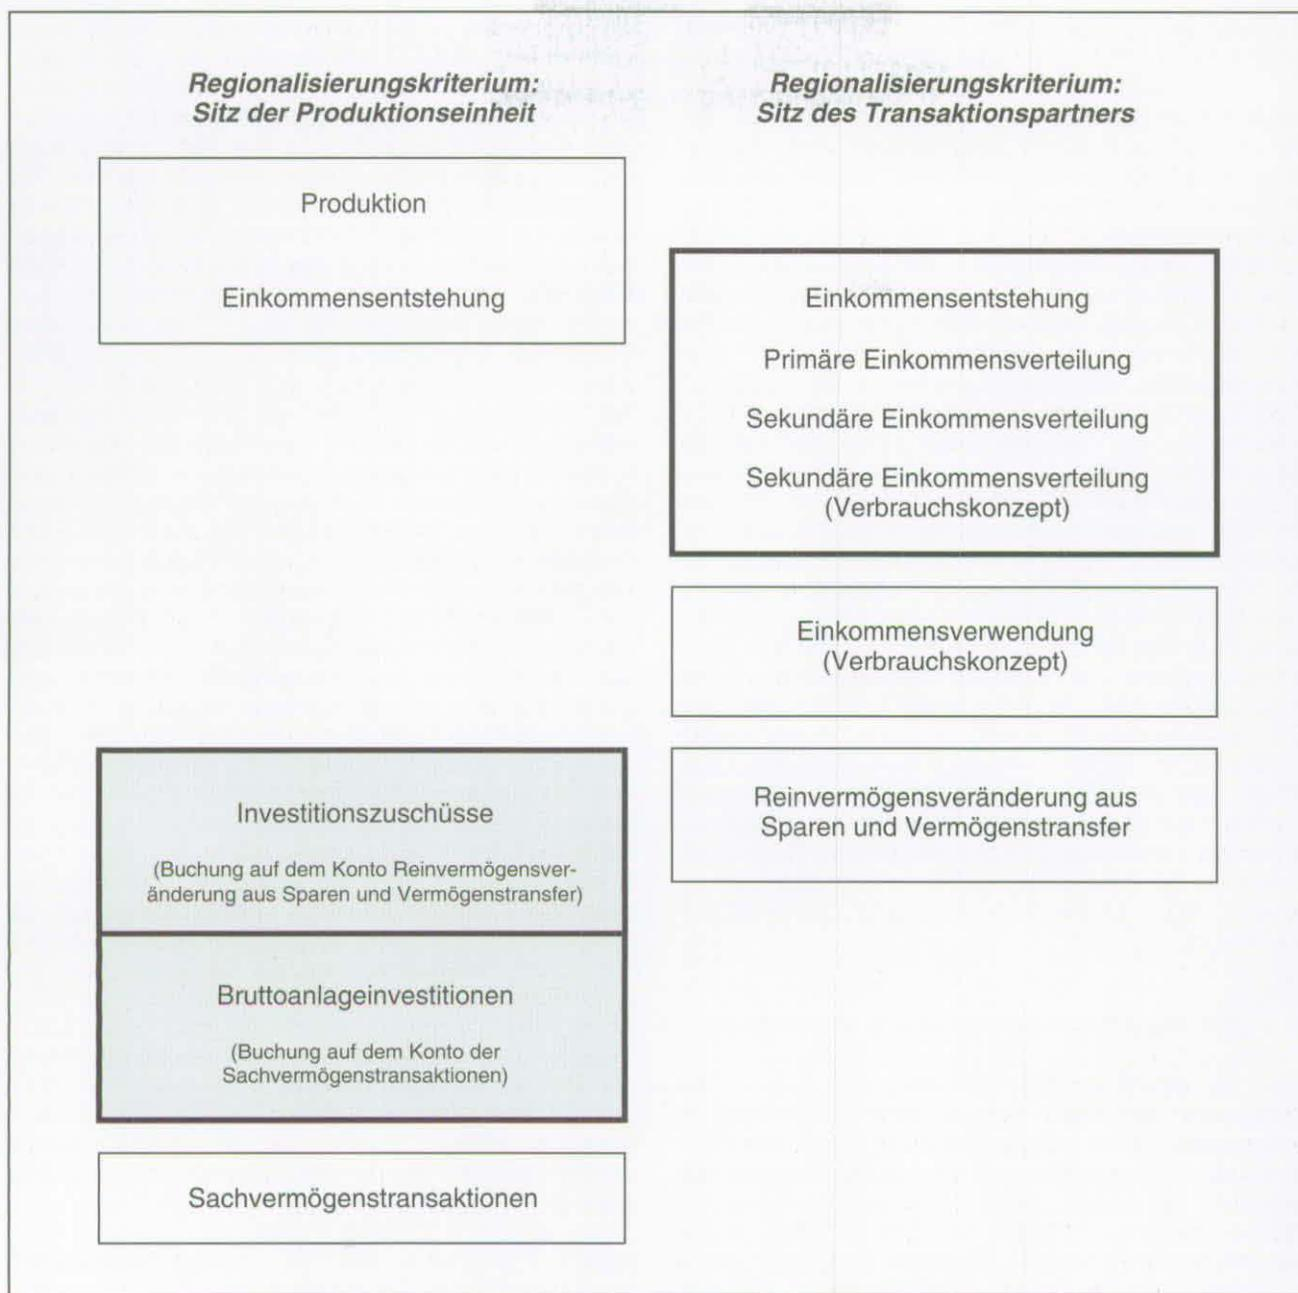 Regionalisierungskriterium:
Sitz der Produktionseinheit
Produktion
Einkommensentstehung
Investitionszuschüsse
(Buchung auf dem Konto Reinvermögensver-
änderung aus Sparen und Vermögenstransfer)
Bruttoanlageinvestitionen
(Buchung auf dem Konto der
Sachvermögenstransaktionen)
Sachvermögenstransaktionen
Regionalisierungskriterium:
Sitz des Transaktionspartners
Einkommensentstehung
Primäre Einkommensverteilung
Sekundäre Einkommensverteilung
Sekundäre Einkommensverteilung
(Verbrauchskonzept)
Einkommensverwendung
(Verbrauchskonzept)
Reinvermögensveränderung aus
Sparen und Vermögenstransfer